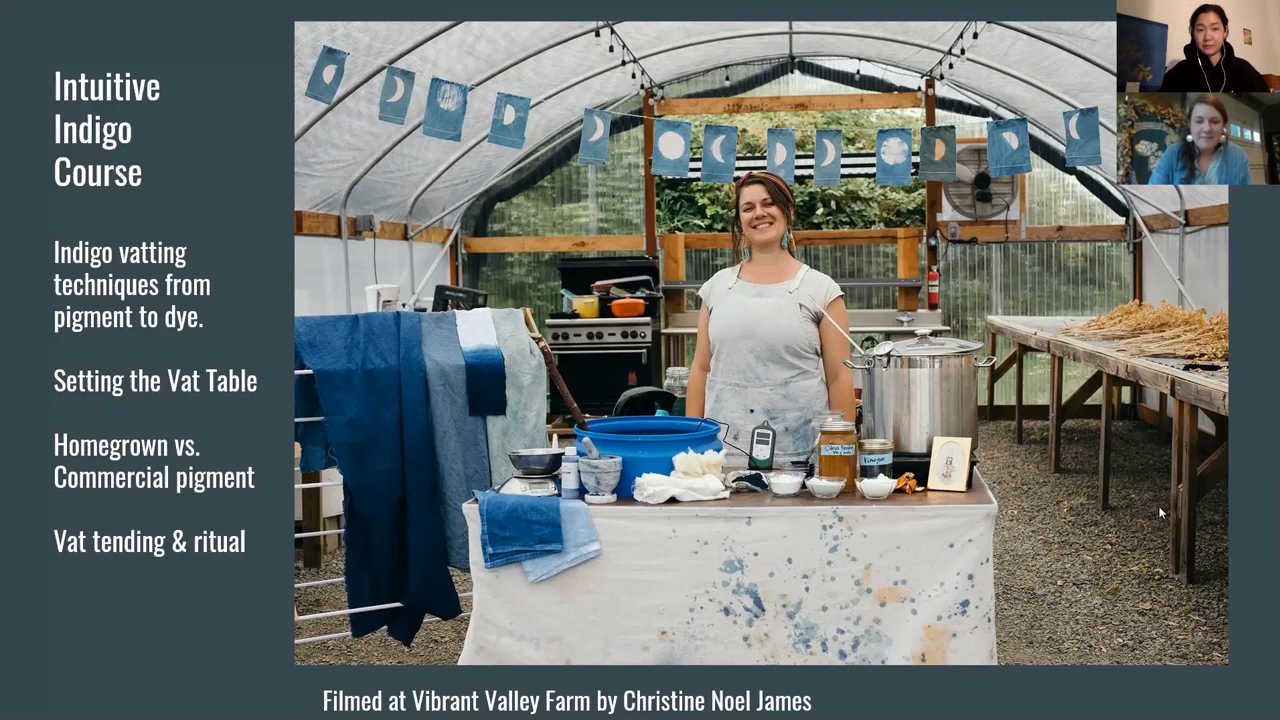 Intuitive
Indigo
Course
Indigo vatting
techniques from
pigment to dye.
Setting the Vat Table
Homegrown vs.
Commercial pigment
Vat tending & ritual
Vinegar
Filmed at Vibrant Valley Farm by Christine Noel James